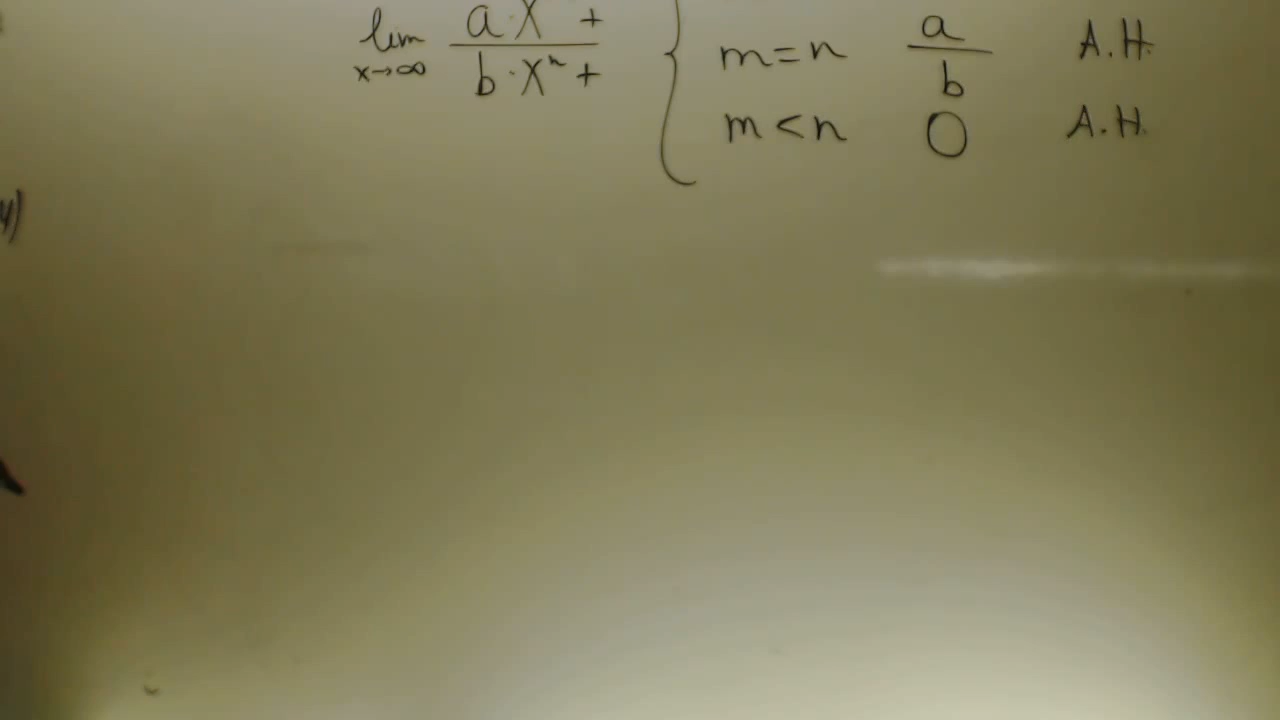 lim x→∞ a·X + / b·Xⁿ + { m=n a/b A.H.
m<n 0 A.H.